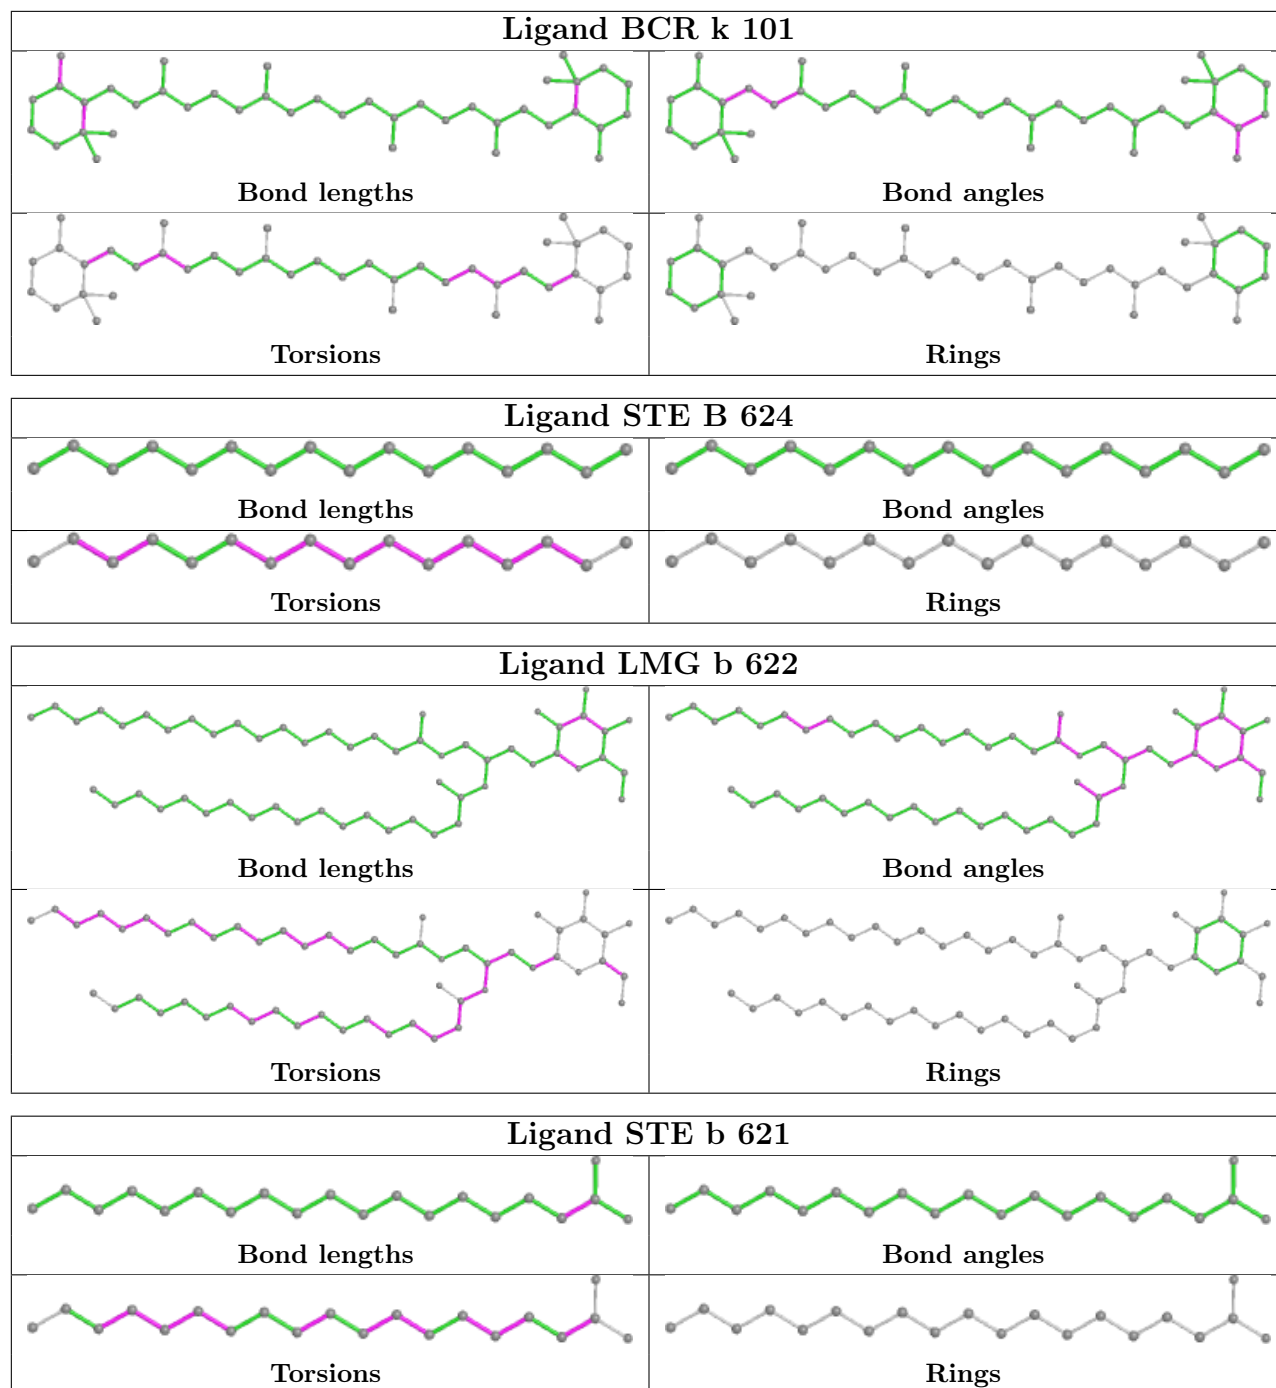 Ligand BCR k 101
Bond lengths
Bond angles
Torsions
Rings
Ligand STE B 624
Bond lengths
Bond angles
Torsions
Rings
Ligand LMG b 622
Bond lengths
Bond angles
Torsions
Rings
Ligand STE b 621
Bond lengths
Bond angles
Torsions
Rings